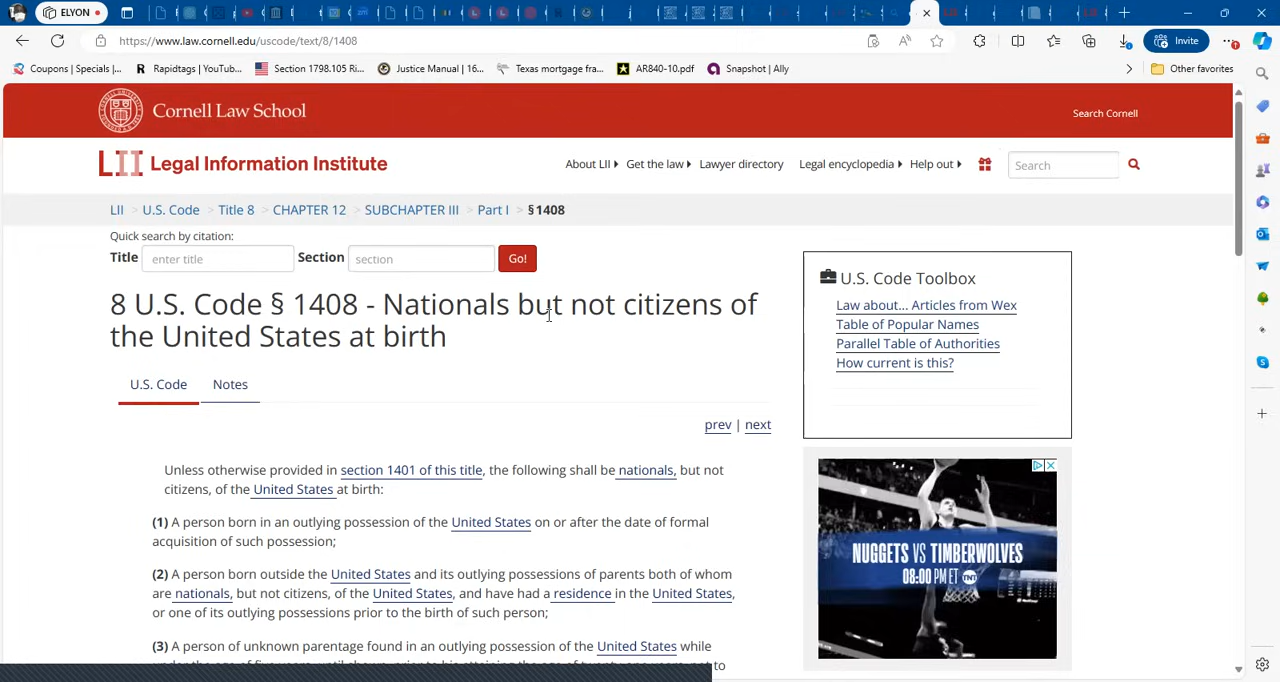 ELYON
https://www.law.cornell.edu/uscode/text/8/1408
Invite
Coupons | Specials |...
Rapidtags | YouTub...
Section 1798.105 Ri...
Justice Manual | 16...
Texas mortgage fra...
AR840-10.pdf
Snapshot | Ally
Other favorites
Cornell Law School
Search Cornell
LII Legal Information Institute
About LII
Get the law
Lawyer directory
Legal encyclopedia
Help out
Search
LII
U.S. Code
Title 8
CHAPTER 12
SUBCHAPTER III
Part I
§ 1408
Quick search by citation:
Title enter title Section section Go!
8 U.S. Code § 1408 - Nationals but not citizens of
the United States at birth
U.S. Code Toolbox
Law about... Articles from Wex
Table of Popular Names
Parallel Table of Authorities
How current is this?
U.S. Code
Notes
prev | next
Unless otherwise provided in section 1401 of this title, the following shall be nationals, but not
citizens, of the United States at birth:
(1) A person born in an outlying possession of the United States on or after the date of formal
acquisition of such possession;
(2) A person born outside the United States and its outlying possessions of parents both of whom
are nationals, but not citizens, of the United States, and have had a residence in the United States,
or one of its outlying possessions prior to the birth of such person;
(3) A person of unknown parentage found in an outlying possession of the United States while
NUGGETS VS TIMBERWOLVES
08:00 PM ET TNT